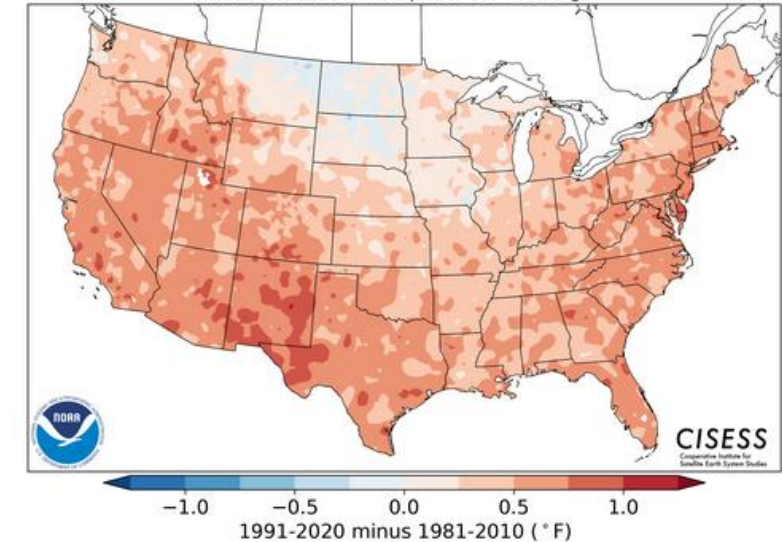 NOAA
CISESS
Cooperative Institute for
Satellite Earth System Studies
−1.0 −0.5 0.0 0.5 1.0
1991-2020 minus 1981-2010 (°F)